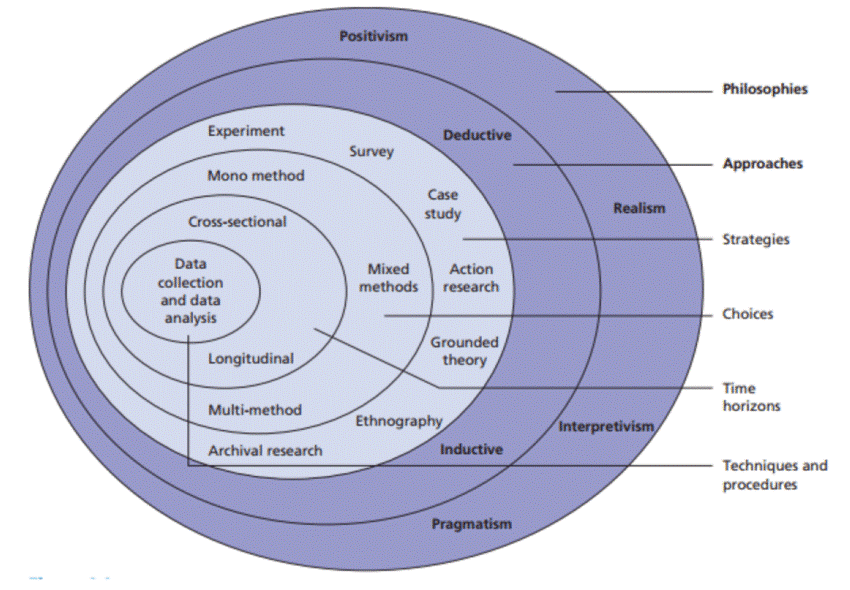 Positivism
Philosophies
Experiment
Deductive
Survey
Approaches
Mono method
Case
study
Realism
Cross-sectional
Strategies
Data
collection
and data
analysis
Mixed
methods
Action
research
Choices
Grounded
theory
Longitudinal
Time
horizons
Multi-method
Ethnography
Interpretivism
Archival research
Inductive
Techniques and
procedures
Pragmatism